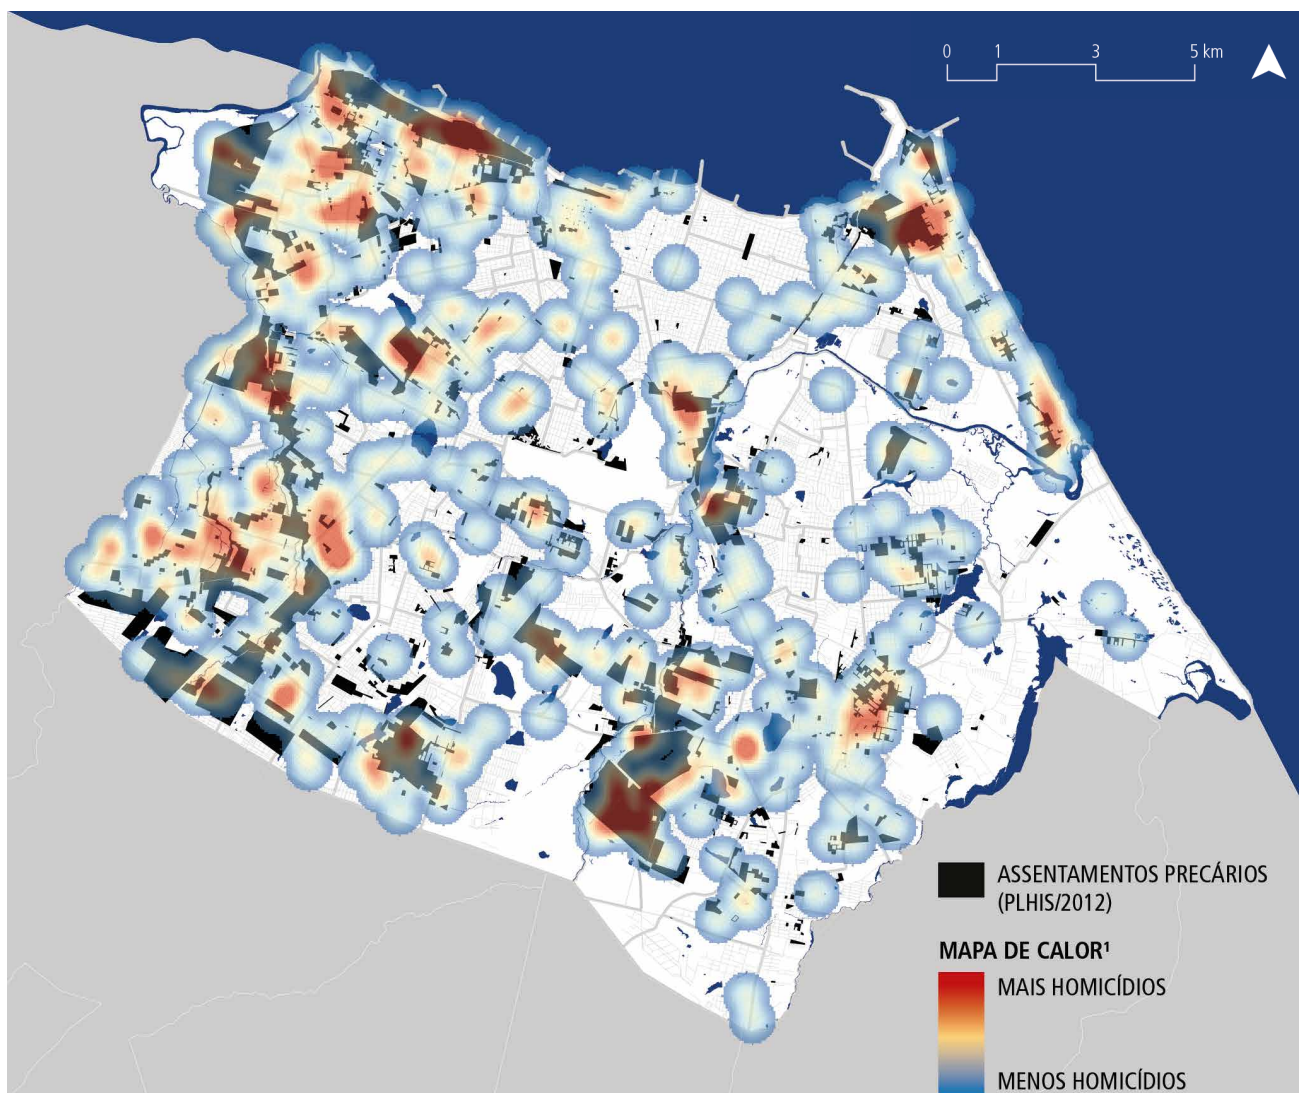 0 1 3 5 km
ASSENTAMENTOS PRECÁRIOS
(PLHIS/2012)
MAPA DE CALOR¹
MAIS HOMICÍDIOS
MENOS HOMICÍDIOS